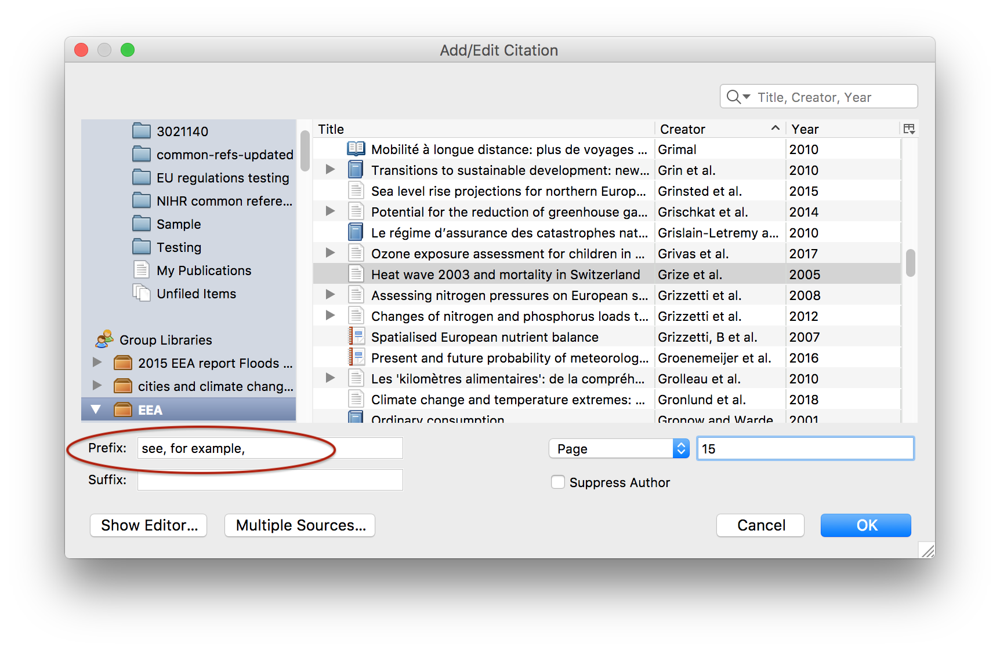 Add/Edit Citation
Title, Creator, Year
3021140
common-refs-updated
EU regulations testing
NIHR common refere...
Sample
Testing
My Publications
Unfiled Items
Group Libraries
2015 EEA report Floods ...
cities and climate chang...
EEA
Title Creator Year
Mobilité à longue distance: plus de voyages ... Grimal 2010
Transitions to sustainable development: new... Grin et al. 2010
Sea level rise projections for northern Europ... Grinsted et al. 2015
Potential for the reduction of greenhouse ga... Grischkat et al. 2014
Le régime d’assurance des catastrophes nat... Grislain-Letremy a... 2010
Ozone exposure assessment for children in ... Grivas et al. 2017
Heat wave 2003 and mortality in Switzerland Grize et al. 2005
Assessing nitrogen pressures on European s... Grizzetti et al. 2008
Changes of nitrogen and phosphorus loads t... Grizzetti et al. 2012
Spatialised European nutrient balance Grizzetti, B et al. 2007
Present and future probability of meteorolog... Groenemeijer et al. 2016
Les 'kilomètres alimentaires': de la compréh... Grolleau et al. 2010
Climate change and temperature extremes: ... Gronlund et al. 2018
Ordinary consumption Gronow and Warde 2001
Prefix: see, for example,
Page 15
Suffix:
Suppress Author
Show Editor... Multiple Sources... Cancel OK